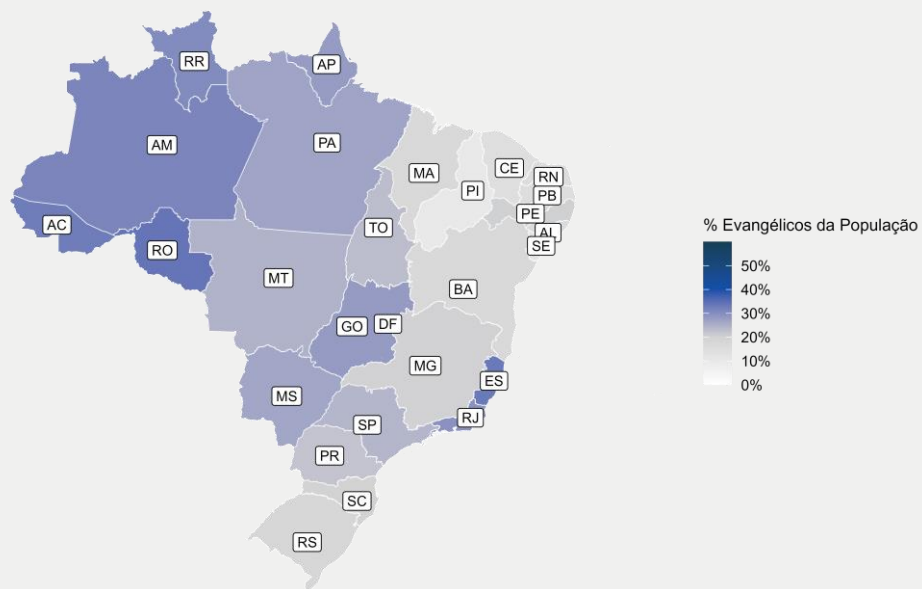 RR
AP
AM
PA
MA
CE
RN
PI
PB
PE
AL
SE
AC
RO
TO
MT
BA
GO
DF
MG
ES
MS
RJ
SP
PR
SC
RS
% Evangélicos da População
50%
40%
30%
20%
10%
0%